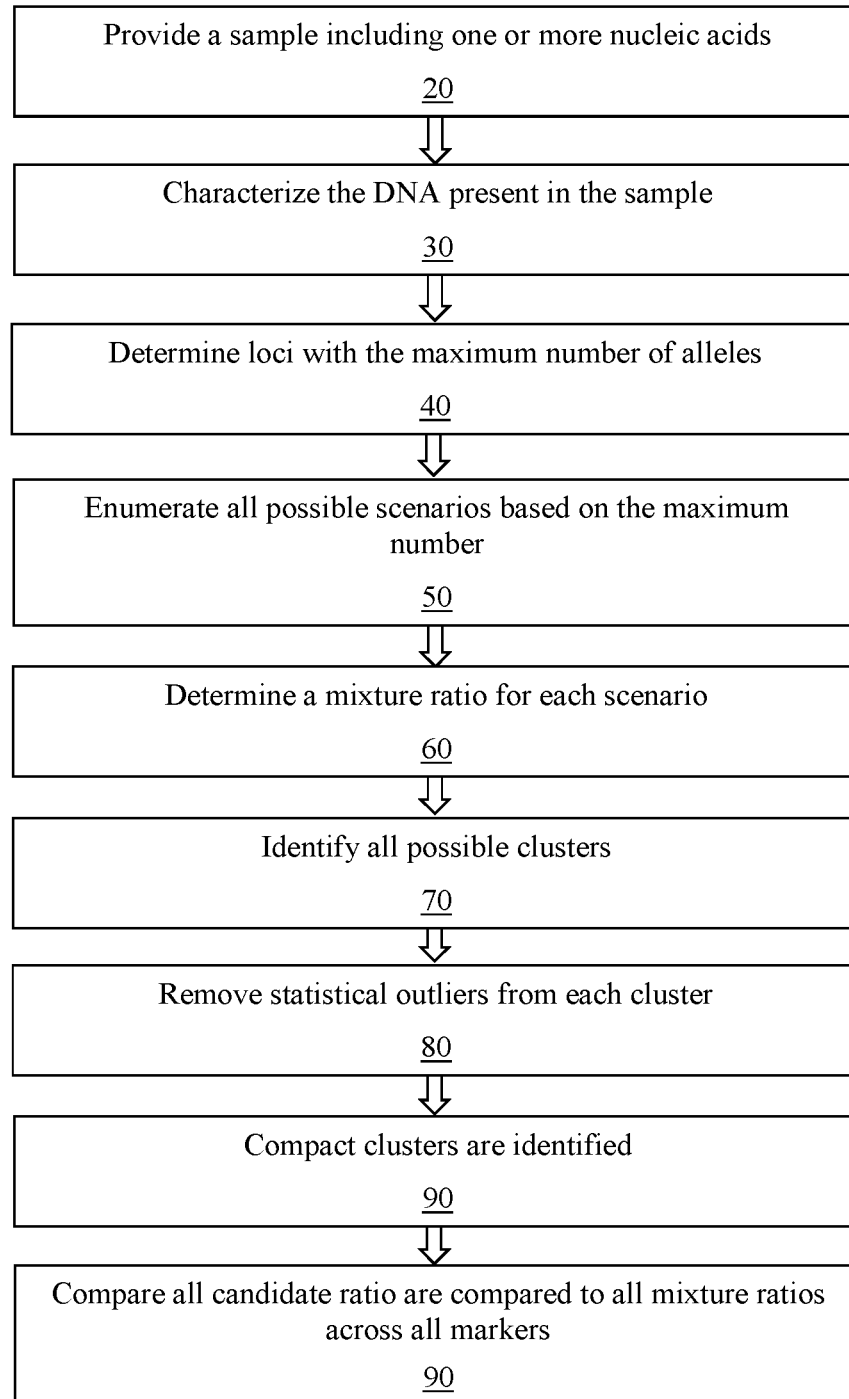 Provide a sample including one or more nucleic acids
20
Characterize the DNA present in the sample
30
Determine loci with the maximum number of alleles
40
Enumerate all possible scenarios based on the maximum
number
50
Determine a mixture ratio for each scenario
60
Identify all possible clusters
70
Remove statistical outliers from each cluster
80
Compact clusters are identified
90
Compare all candidate ratio are compared to all mixture ratios
across all markers
90